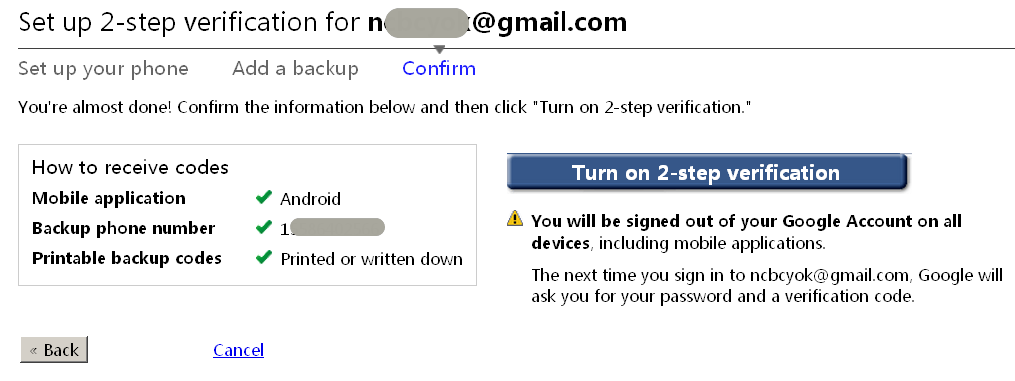 Set up 2-step verification for @gmail.com
Set up your phone Add a backup Confirm
You're almost done! Confirm the information below and then click "Turn on 2-step verification."
How to receive codes
Mobile application ✔ Android
Backup phone number ✔
Printable backup codes ✔ Printed or written down
Turn on 2-step verification
You will be signed out of your Google Account on all
devices, including mobile applications.
The next time you sign in to ncbcyok@gmail.com, Google will
ask you for your password and a verification code.
« Back Cancel